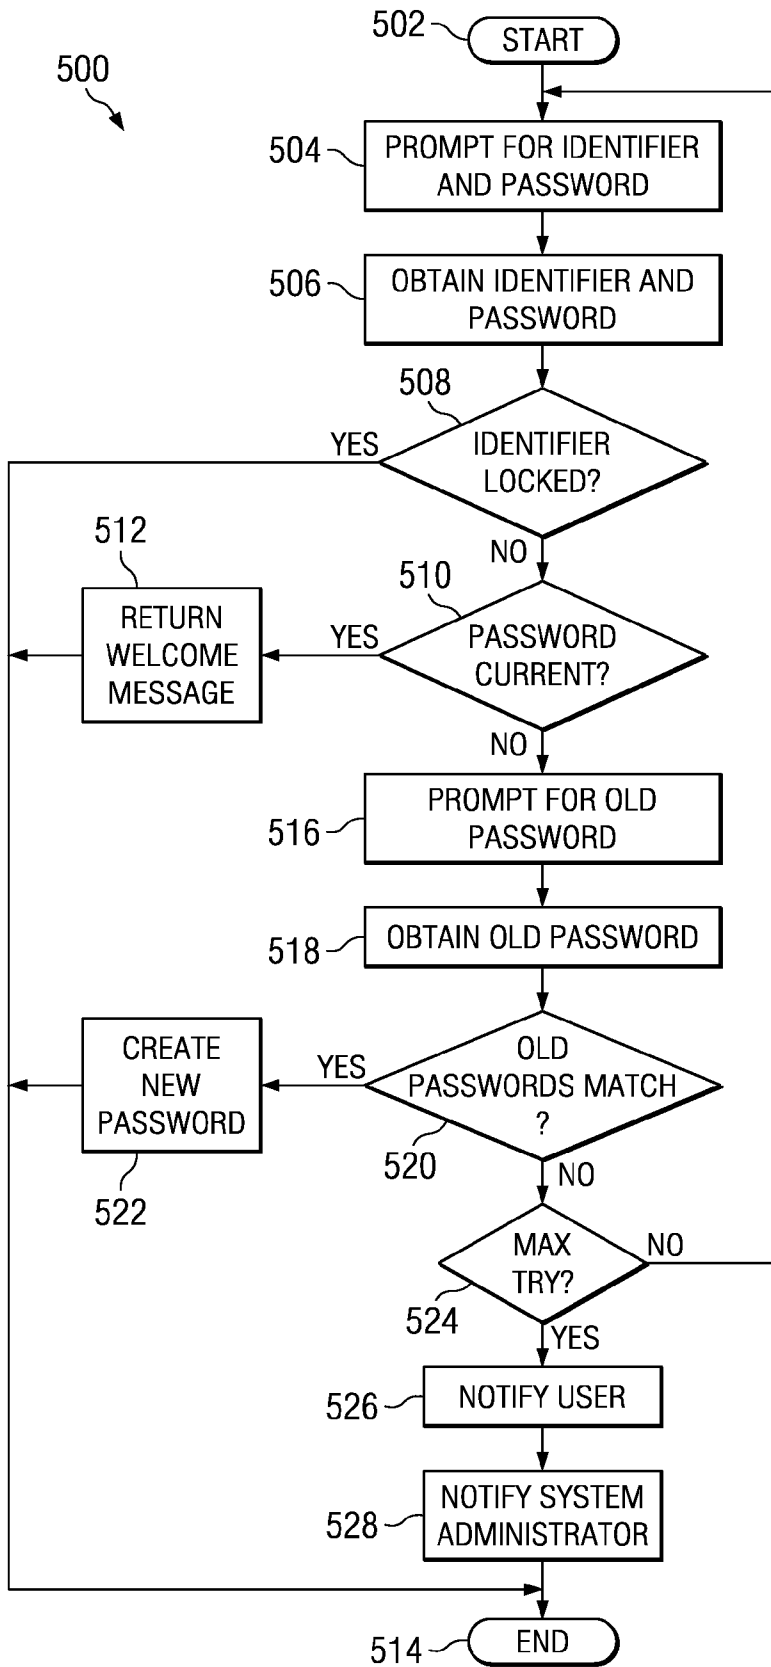 502
START
500
504
PROMPT FOR IDENTIFIER
AND PASSWORD
506
OBTAIN IDENTIFIER AND
PASSWORD
508
YES
IDENTIFIER
LOCKED?
NO
512
510
RETURN
WELCOME
MESSAGE
YES
PASSWORD
CURRENT?
NO
516
PROMPT FOR OLD
PASSWORD
518
OBTAIN OLD PASSWORD
CREATE
NEW
PASSWORD
YES
OLD
PASSWORDS MATCH
?
520
522
NO
MAX
TRY?
NO
524
YES
526
NOTIFY USER
528
NOTIFY SYSTEM
ADMINISTRATOR
514
END